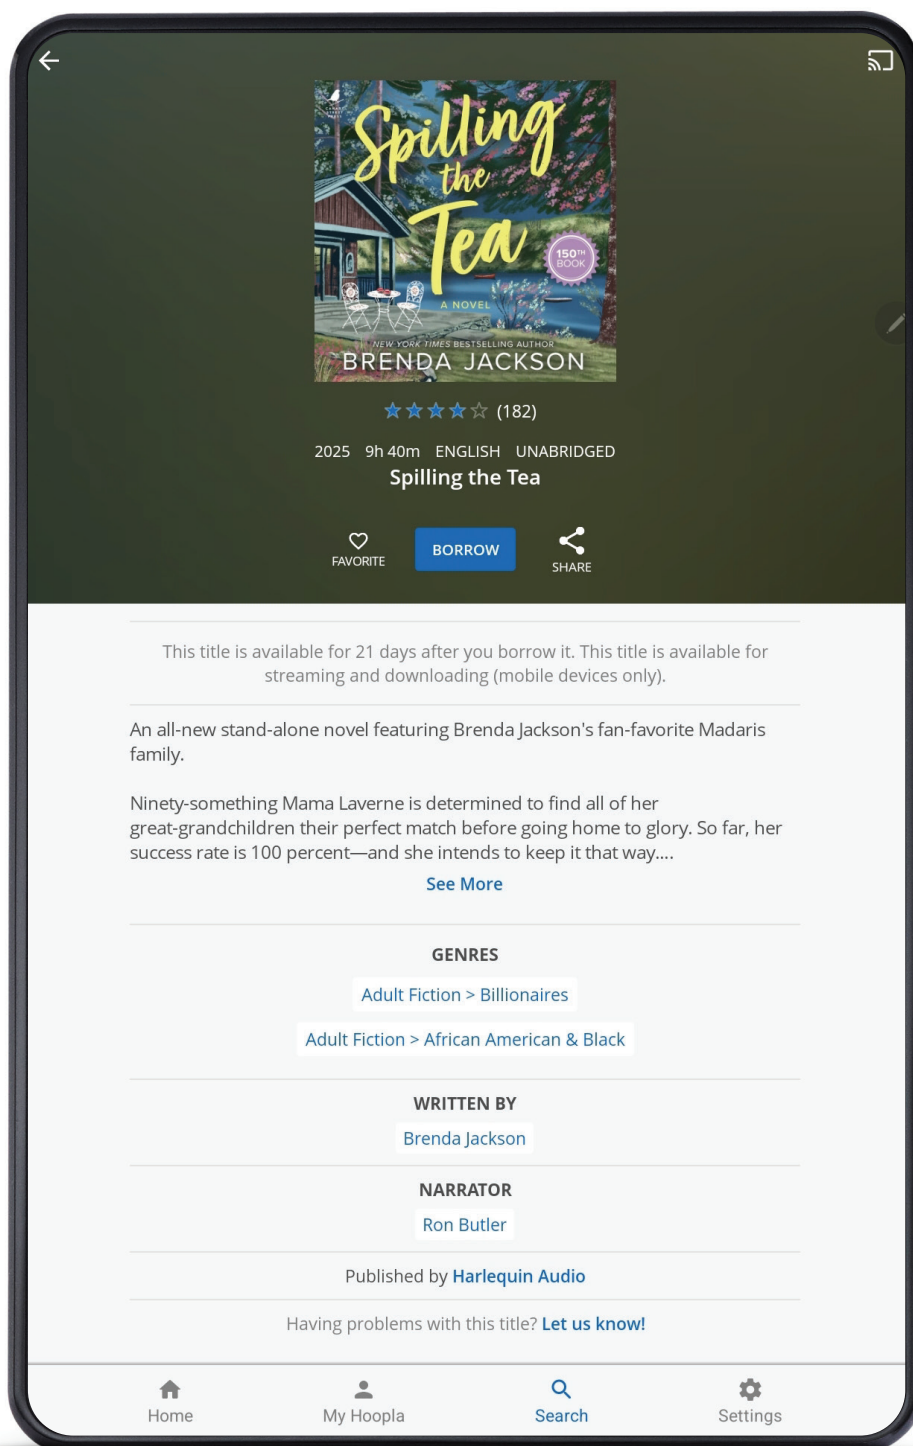 Spilling
the
Tea
150TH
BOOK
A NOVEL
NEW YORK TIMES BESTSELLING AUTHOR
BRENDA JACKSON
(182)
2025 9h 40m ENGLISH UNABRIDGED
Spilling the Tea
FAVORITE BORROW SHARE
This title is available for 21 days after you borrow it. This title is available for
streaming and downloading (mobile devices only).
An all-new stand-alone novel featuring Brenda Jackson's fan-favorite Madaris
family.
Ninety-something Mama Laverne is determined to find all of her
great-grandchildren their perfect match before going home to glory. So far, her
success rate is 100 percent—and she intends to keep it that way....
See More
GENRES
Adult Fiction > Billionaires
Adult Fiction > African American & Black
WRITTEN BY
Brenda Jackson
NARRATOR
Ron Butler
Published by Harlequin Audio
Having problems with this title? Let us know!
Home My Hoopla Search Settings